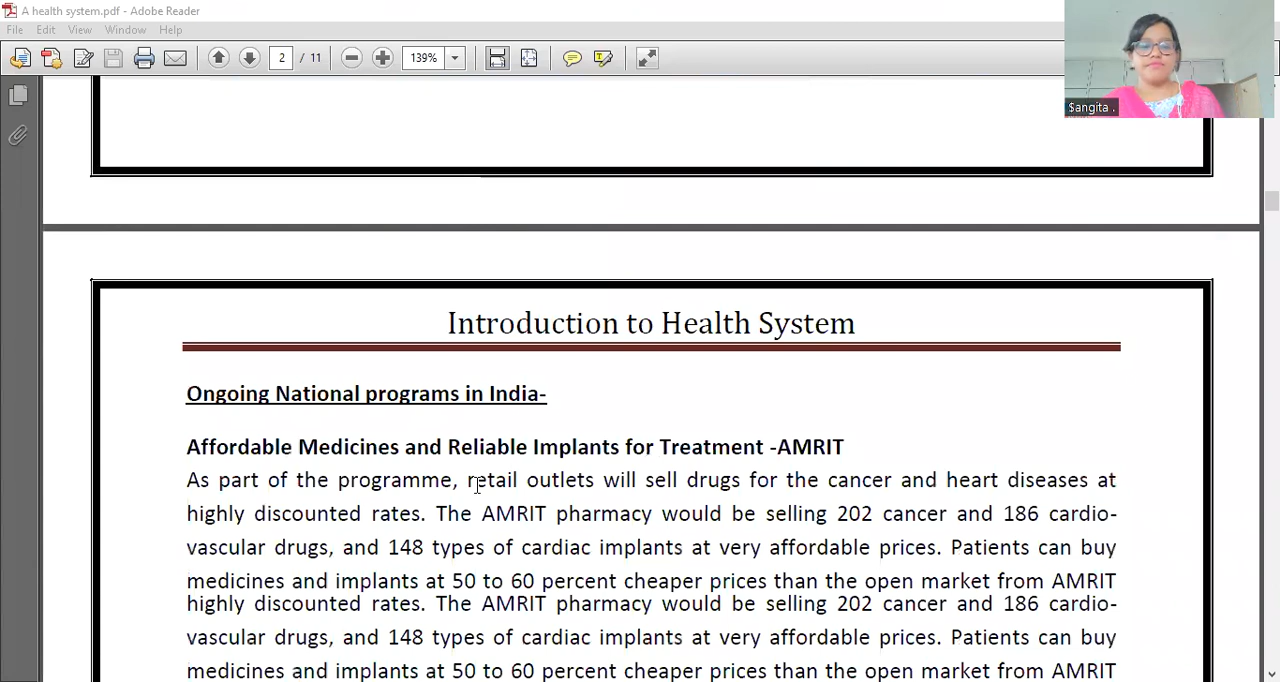 A health system.pdf - Adobe Reader
File Edit View Window Help
2 / 11 139%
Sangita .
Introduction to Health System
Ongoing National programs in India-
Affordable Medicines and Reliable Implants for Treatment -AMRIT
As part of the programme, retail outlets will sell drugs for the cancer and heart diseases at
highly discounted rates. The AMRIT pharmacy would be selling 202 cancer and 186 cardio-
vascular drugs, and 148 types of cardiac implants at very affordable prices. Patients can buy
medicines and implants at 50 to 60 percent cheaper prices than the open market from AMRIT
highly discounted rates. The AMRIT pharmacy would be selling 202 cancer and 186 cardio-
vascular drugs, and 148 types of cardiac implants at very affordable prices. Patients can buy
medicines and implants at 50 to 60 percent cheaper prices than the open market from AMRIT